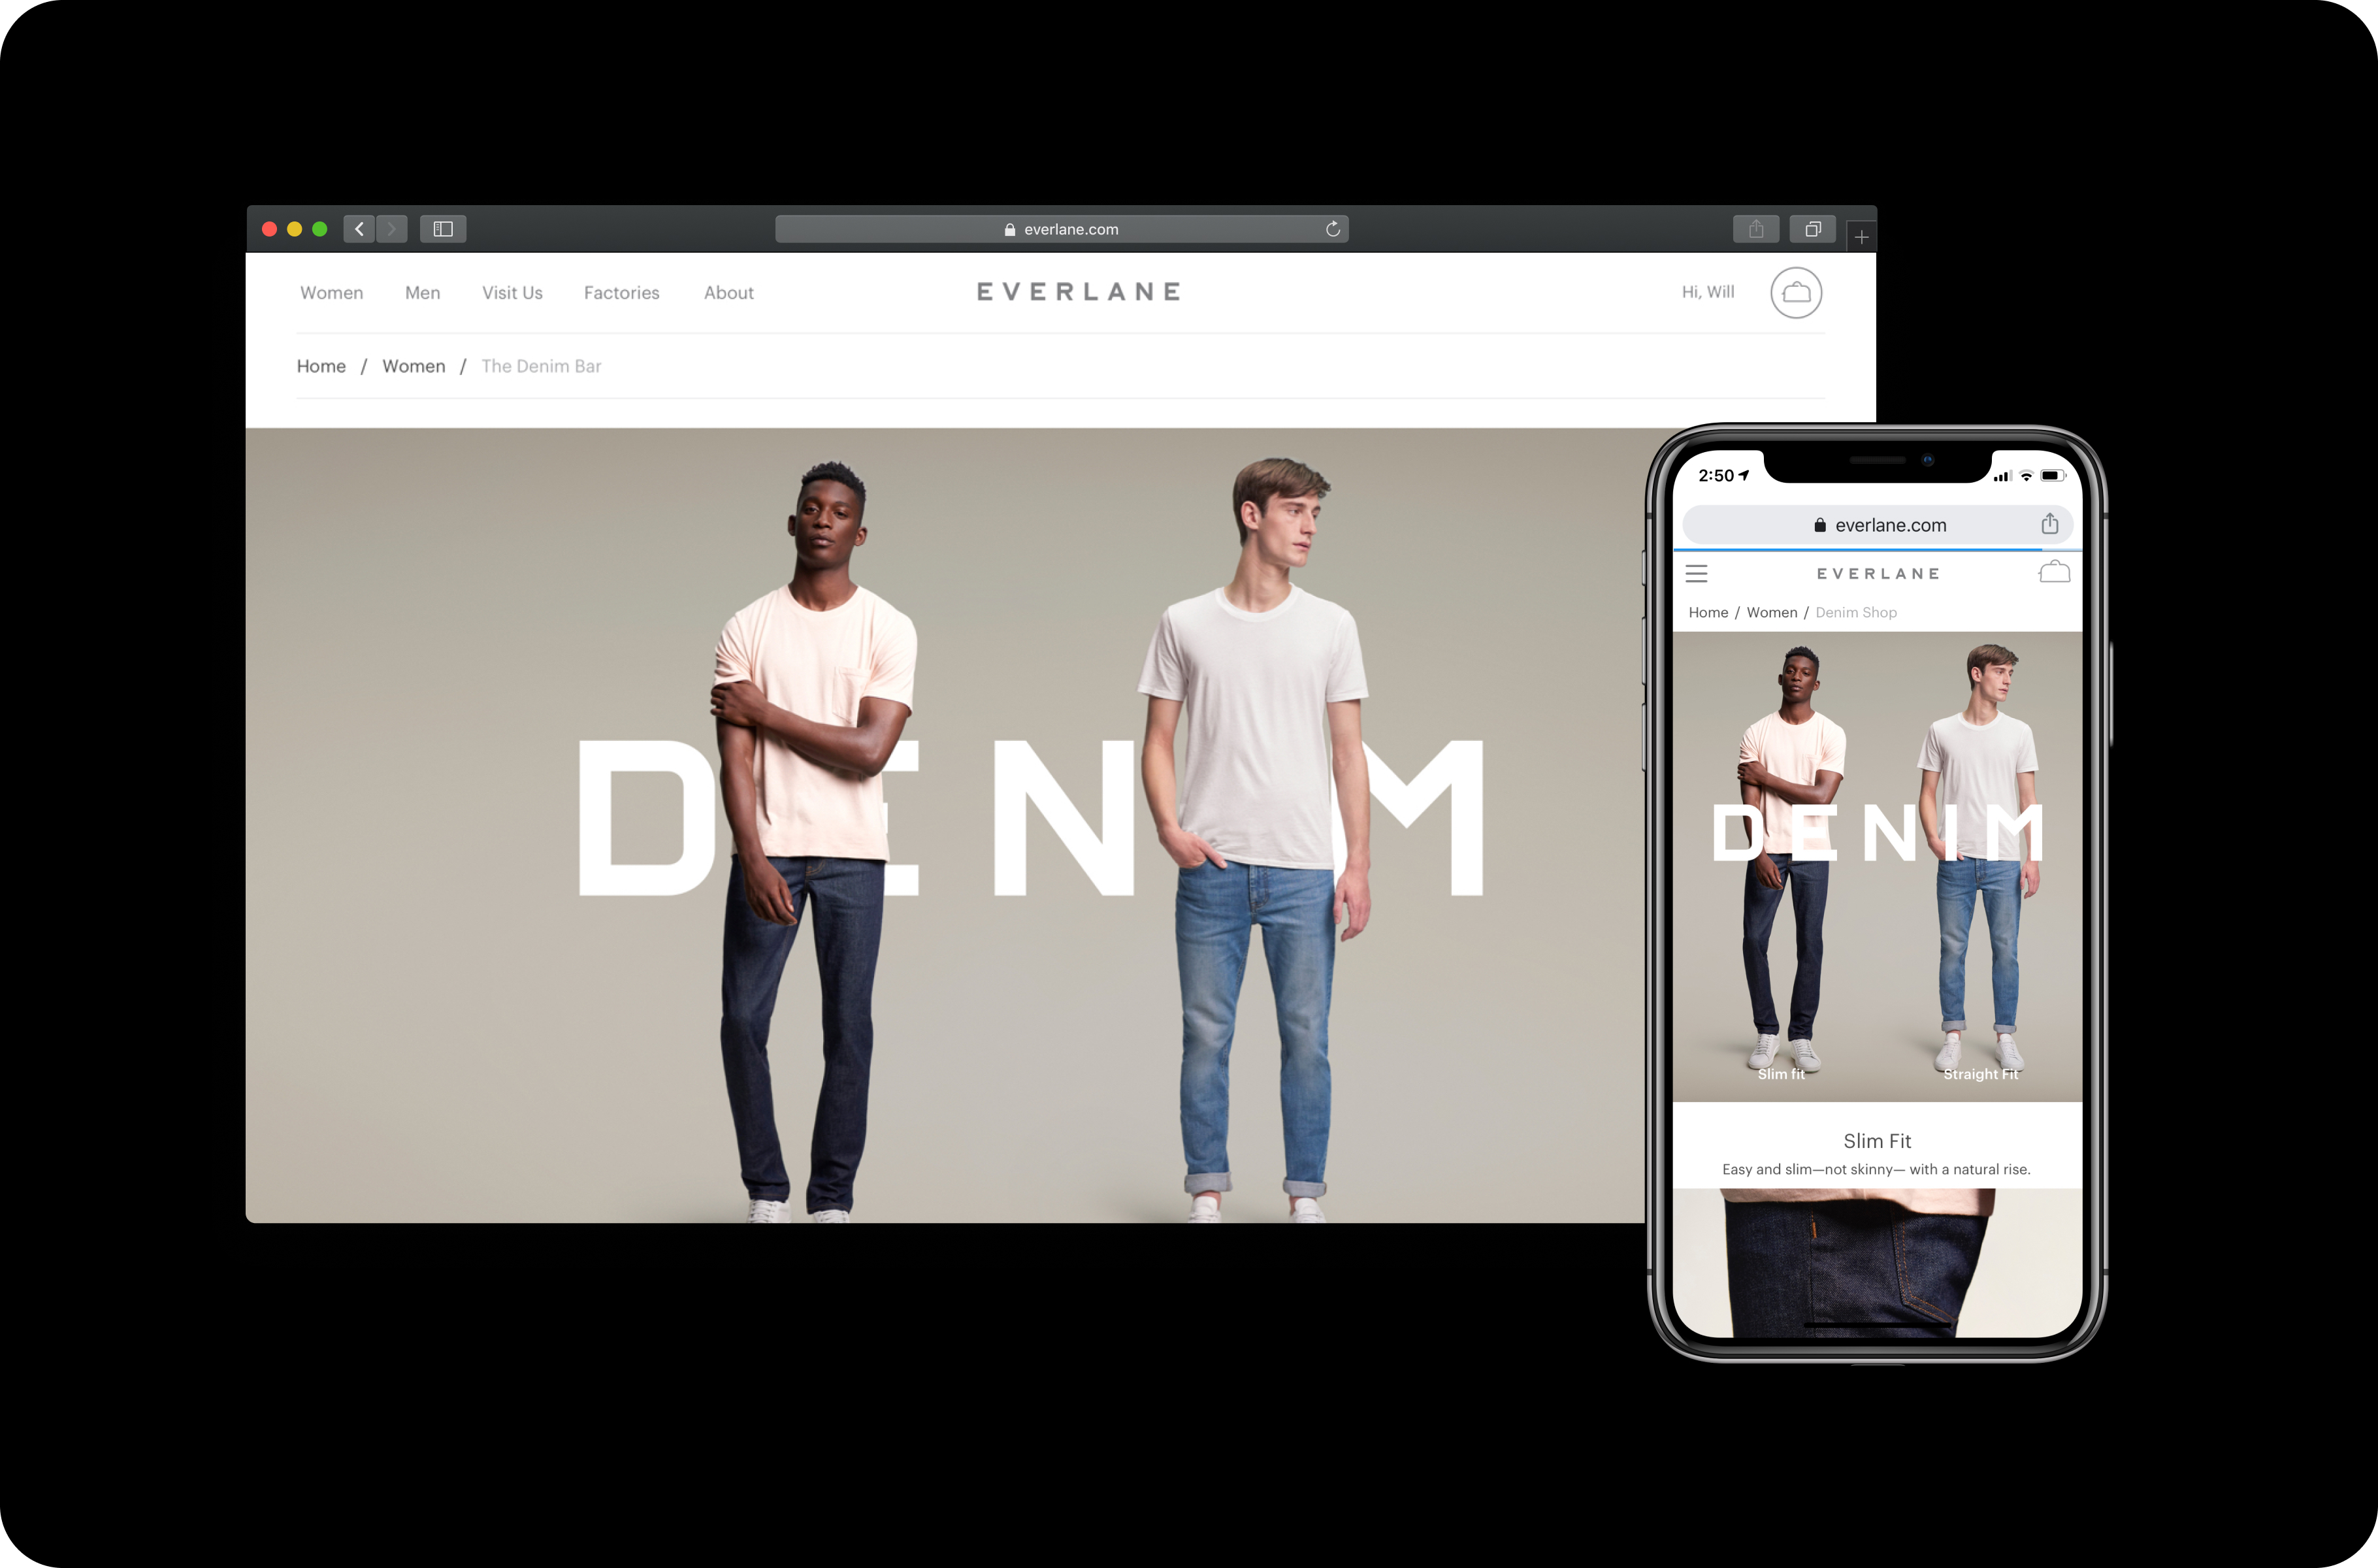 everlane.com
Women Men Visit Us Factories About EVERLANE Hi, Will
Home / Women / The Denim Bar
DENIM
2:50
everlane.com
EVERLANE
Home / Women / Denim Shop
DENIM
Slim fit Straight Fit
Slim Fit
Easy and slim—not skinny— with a natural rise.